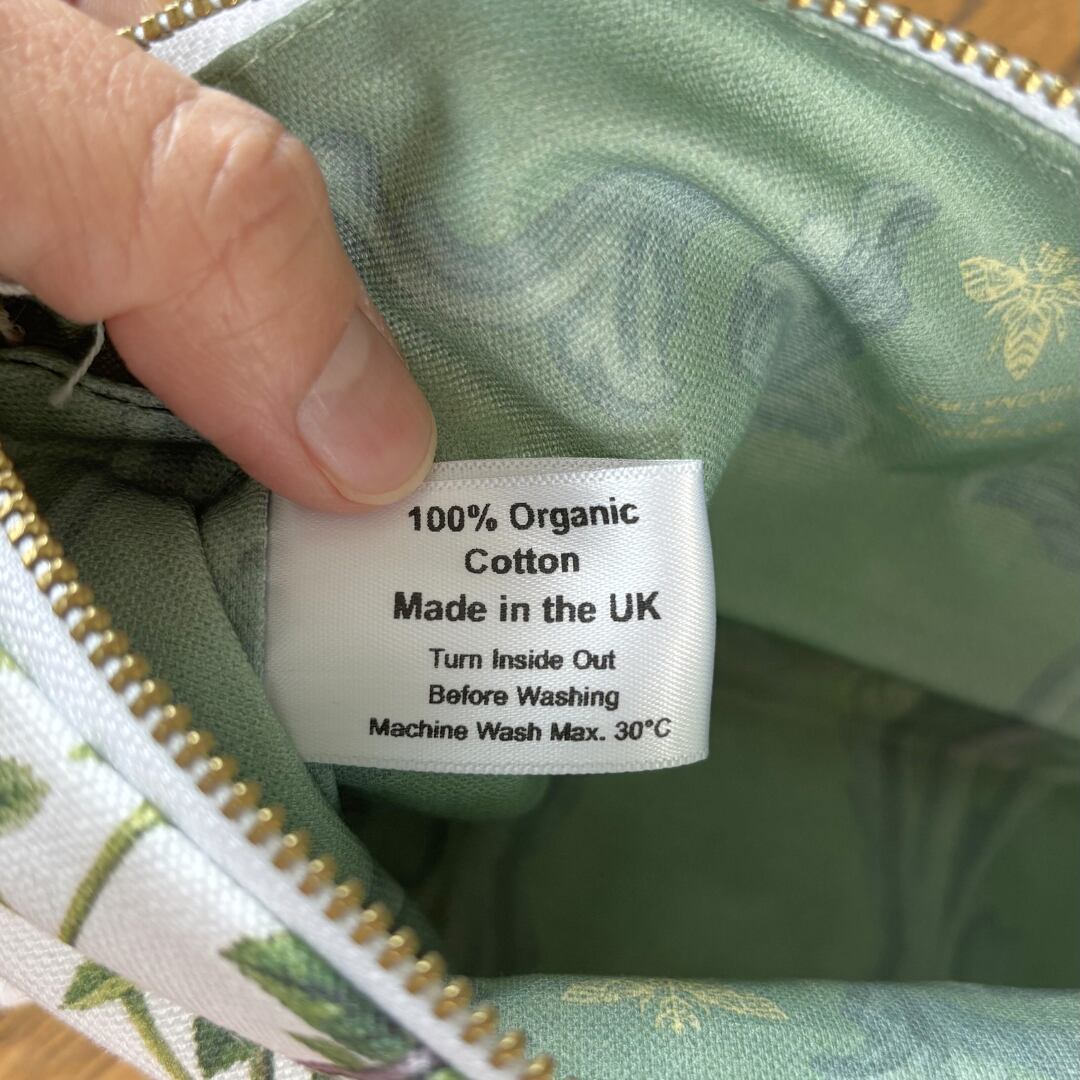 100% Organic
Cotton
Made in the UK
Turn Inside Out
Before Washing
Machine Wash Max. 30°C